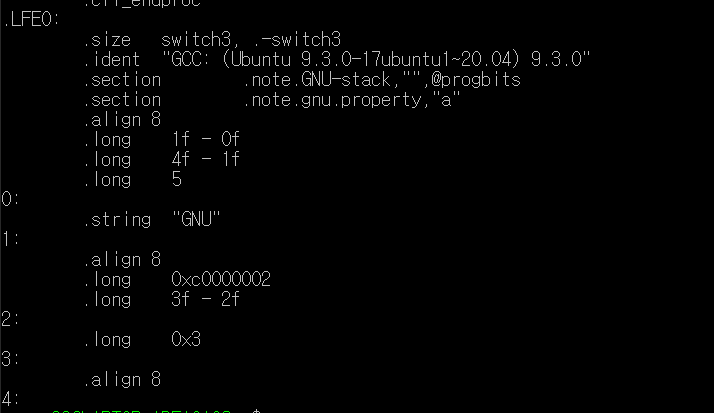 .cfi_endproc
.LFE0:
.size switch3, .-switch3
.ident "GCC: (Ubuntu 9.3.0-17ubuntu1~20.04) 9.3.0"
.section .note.GNU-stack,"",@progbits
.section .note.gnu.property,"a"
.align 8
.long 1f - 0f
.long 4f - 1f
.long 5
0:
.string "GNU"
1:
.align 8
.long 0xc0000002
.long 3f - 2f
2:
.long 0x3
3:
.align 8
4: